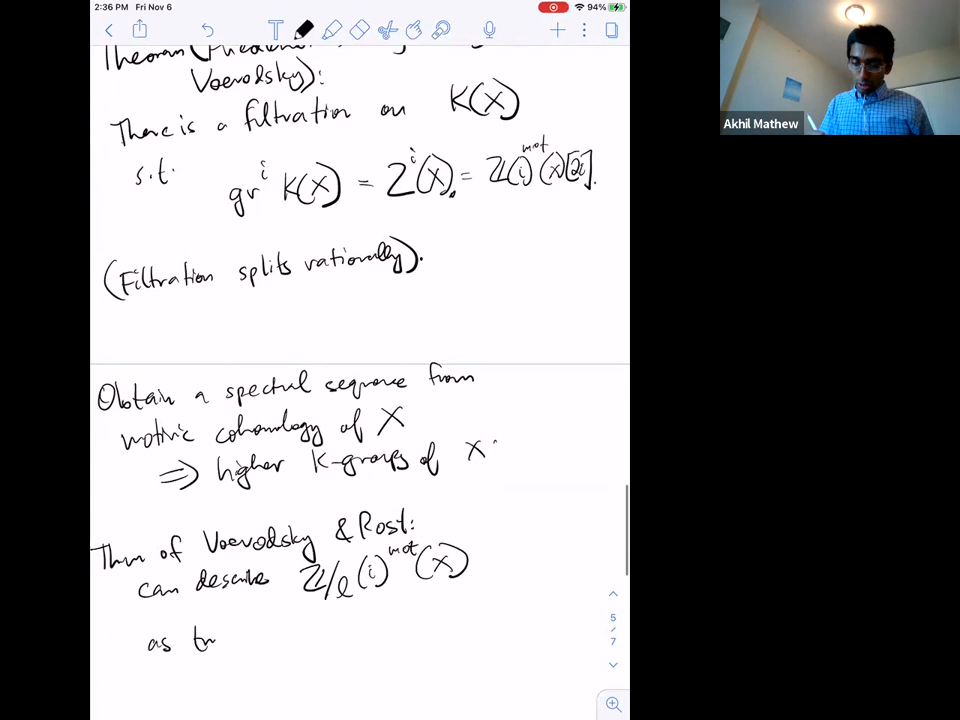 2:36 PM Fri Nov 6
94%
Akhil Mathew
Theorem (
Voevodsky):
There is a filtration on K(X)
s.t. gr^i K(X) = Z^i(X). = Z(i)^mot (X)[2i].
(Filtration splits rationally).
Obtain a spectral sequence from
motivic cohomology of X
⇒ higher K-groups of X
Thm of Voevodsky & Rost:
can describe Z/ℓ(i)^mot (X)
as tr
5
/
7